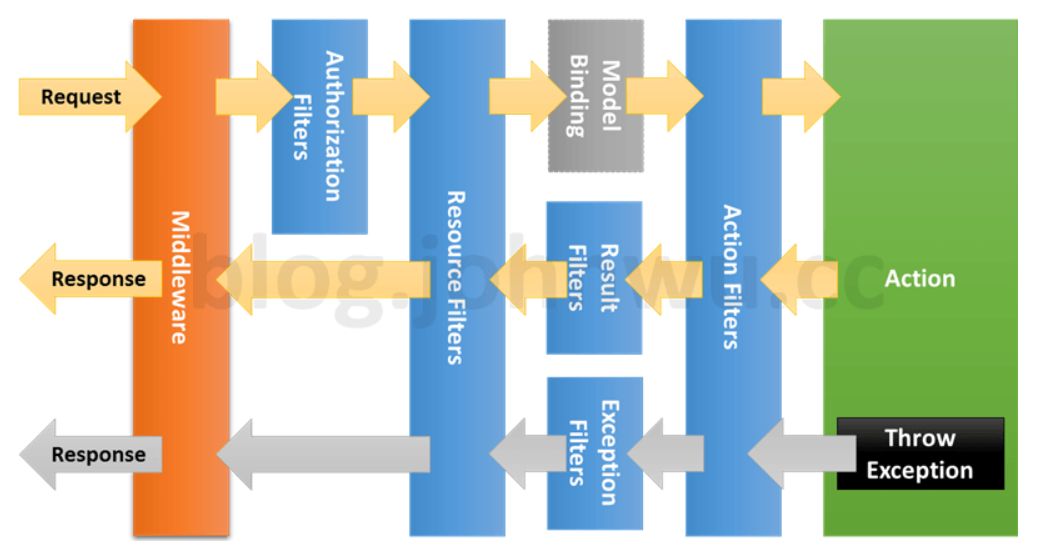 Request
Authorization
Filters
Model
Binding
Middleware
Resource Filters
Action Filters
Response
Result
Filters
Action
blog.johnwu.cc
Response
Exception
Filters
Throw
Exception